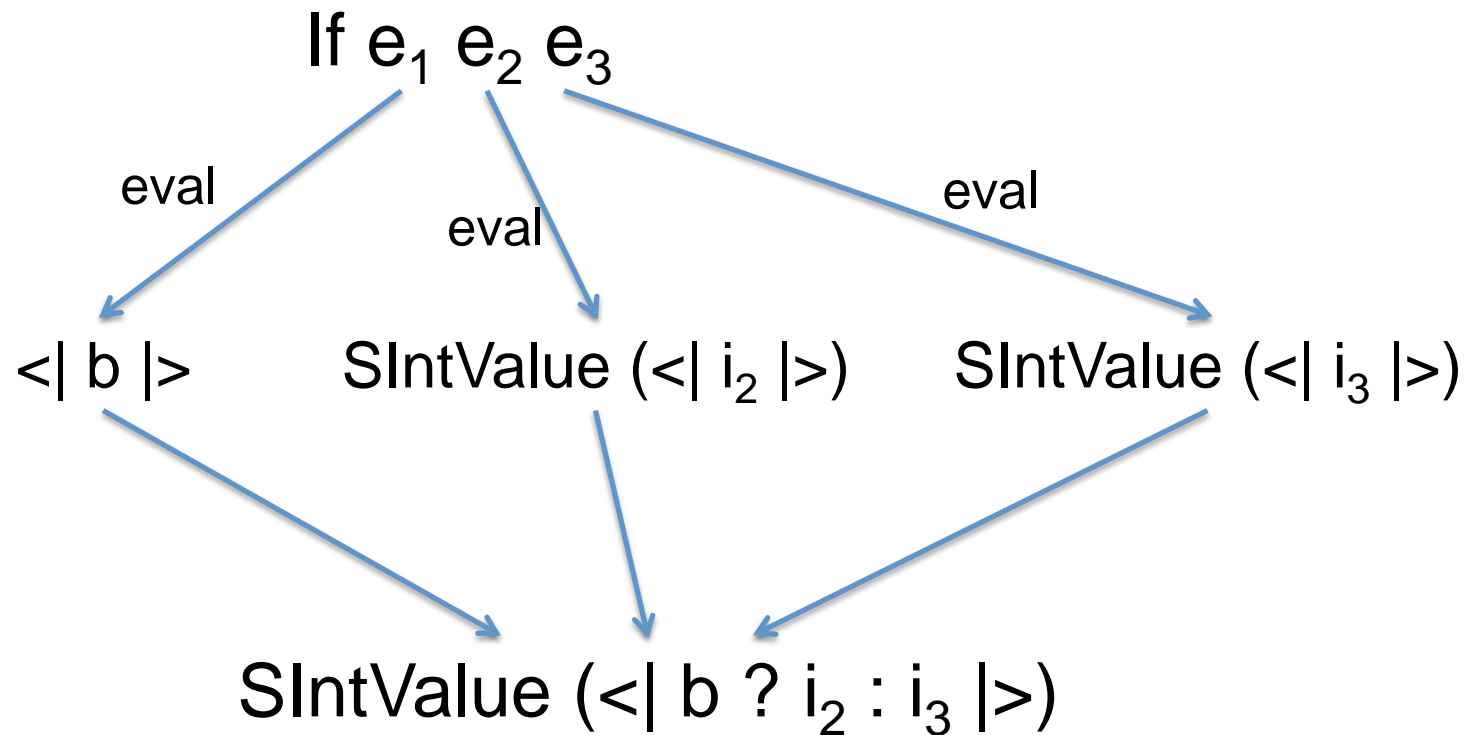 If e₁ e₂ e₃
eval
eval
eval
<| b |>
SIntValue (<| i₂ |>)
SIntValue (<| i₃ |>)
SIntValue (<| b ? i₂ : i₃ |>)